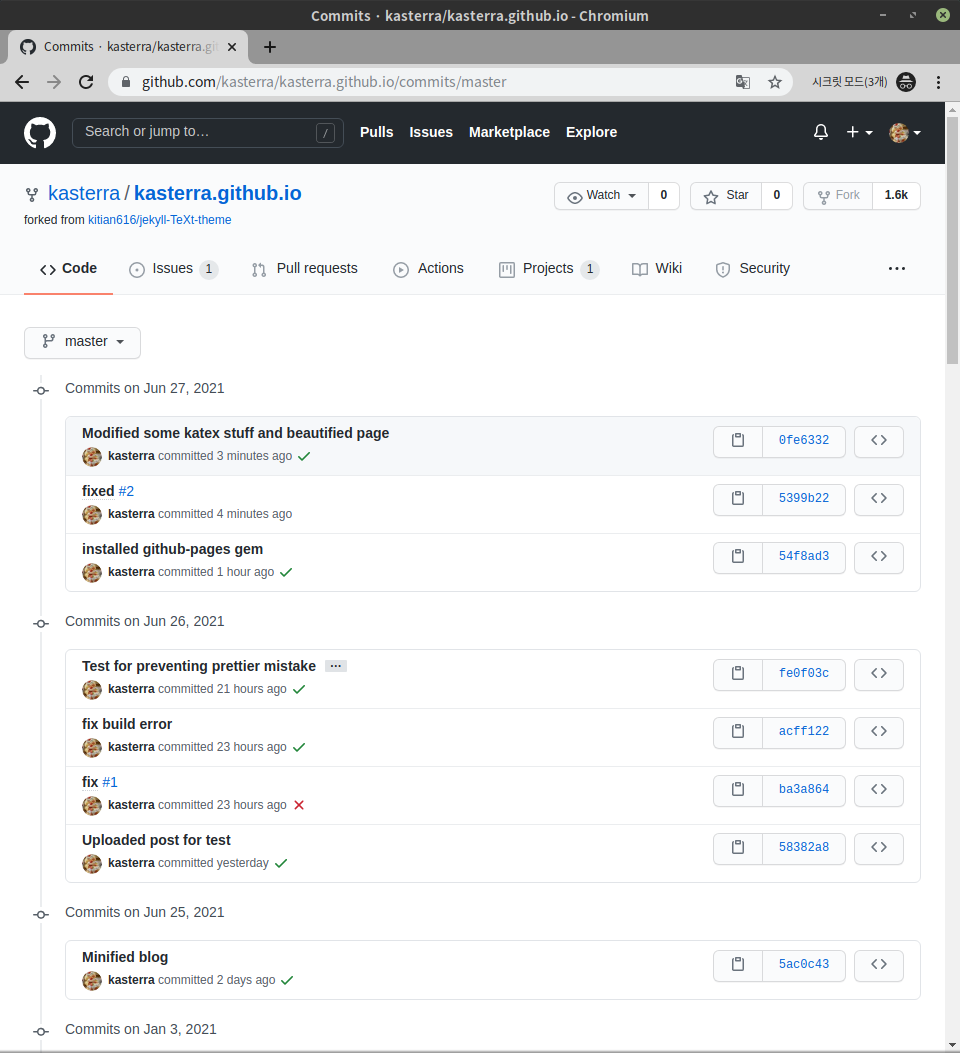 Commits · kasterra/kasterra.github.io - Chromium
Commits · kasterra/kasterra.git
github.com/kasterra/kasterra.github.io/commits/master
시크릿 모드(3개)
Search or jump to… /
Pulls Issues Marketplace Explore
kasterra / kasterra.github.io
Watch 0 Star 0 Fork 1.6k
forked from kitian616/jekyll-TeXt-theme
Code Issues 1 Pull requests Actions Projects 1 Wiki Security
master
Commits on Jun 27, 2021
Modified some katex stuff and beautified page
kasterra committed 3 minutes ago
0fe6332
fixed #2
kasterra committed 4 minutes ago
5399b22
installed github-pages gem
kasterra committed 1 hour ago
54f8ad3
Commits on Jun 26, 2021
Test for preventing prettier mistake
kasterra committed 21 hours ago
fe0f03c
fix build error
kasterra committed 23 hours ago
acff122
fix #1
kasterra committed 23 hours ago
ba3a864
Uploaded post for test
kasterra committed yesterday
58382a8
Commits on Jun 25, 2021
Minified blog
kasterra committed 2 days ago
5ac0c43
Commits on Jan 3, 2021